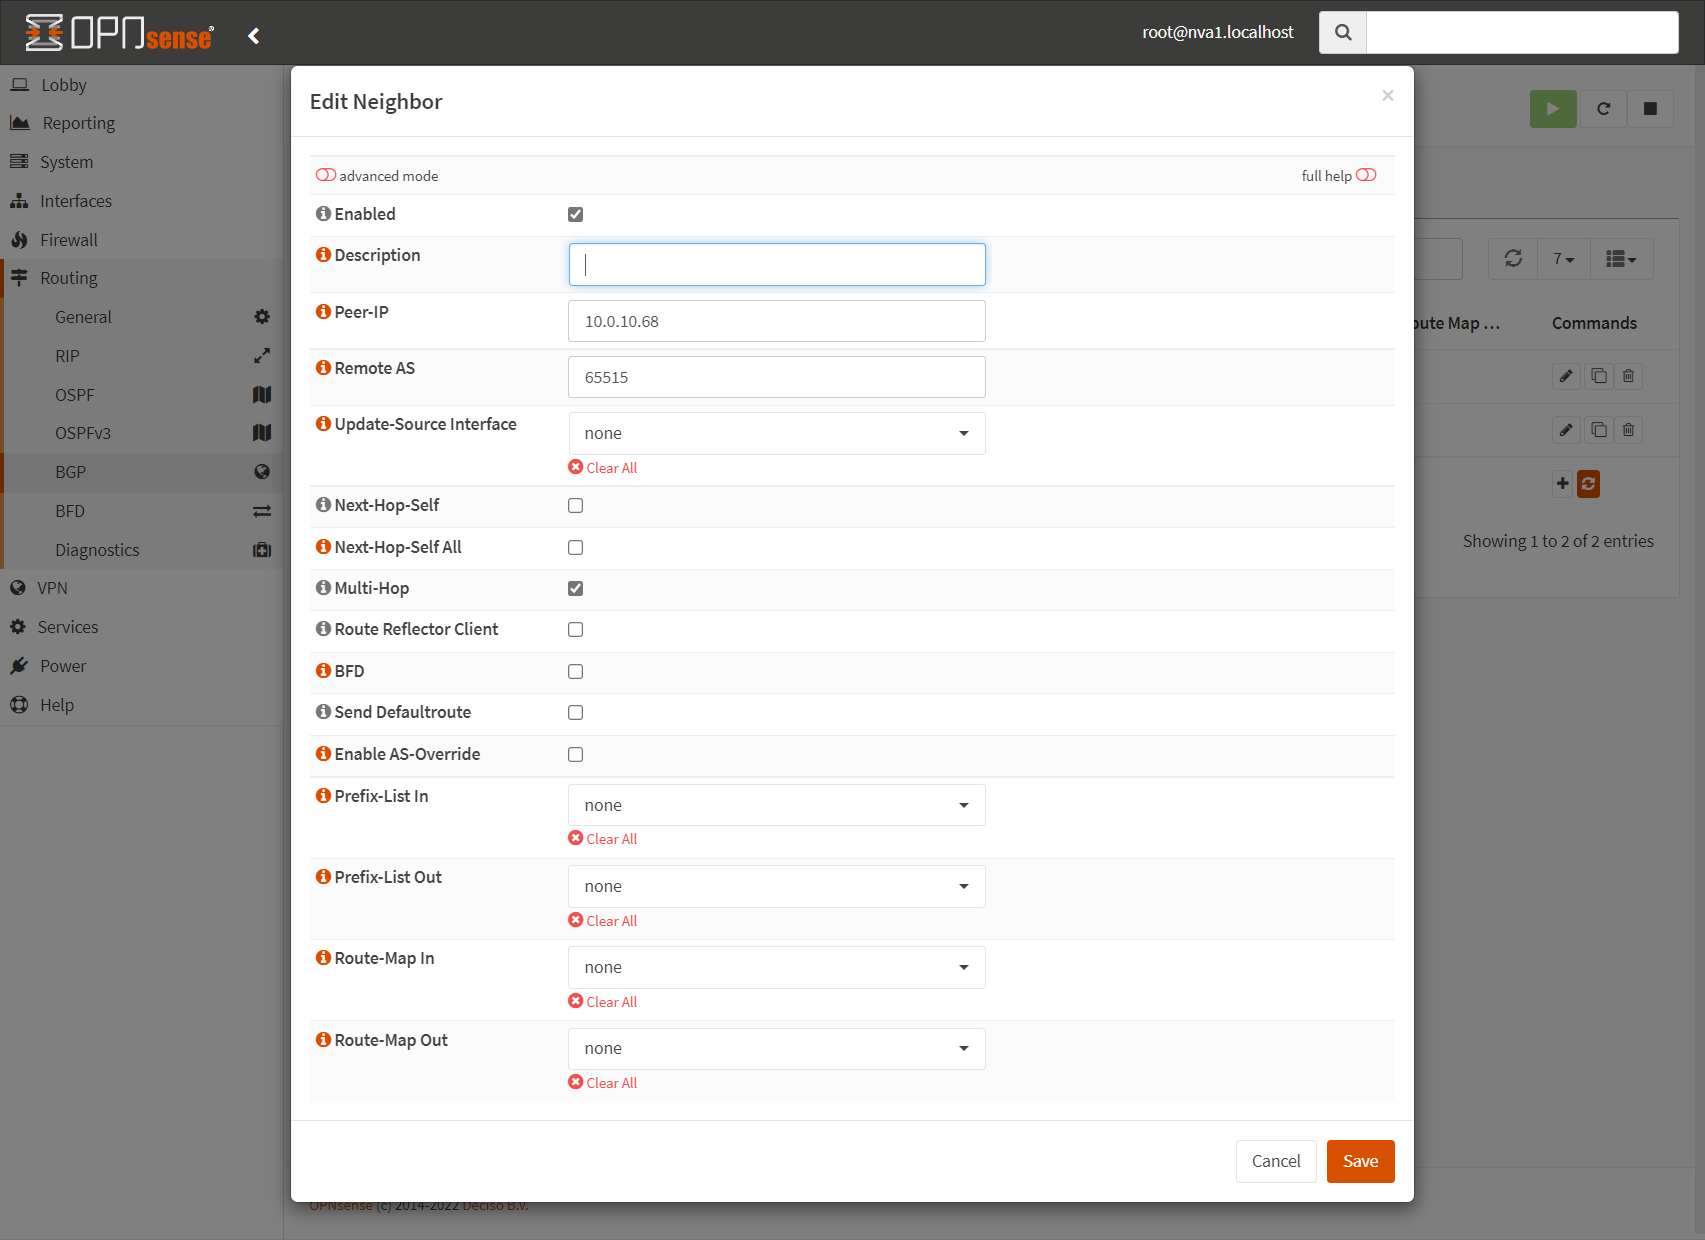 OPNsense®
root@nva1.localhost
Lobby
Reporting
System
Interfaces
Firewall
Routing
General
RIP
OSPF
OSPFv3
BGP
BFD
Diagnostics
VPN
Services
Power
Help
Edit Neighbor
×
advanced mode
full help
Enabled
Description
Peer-IP
10.0.10.68
Remote AS
65515
Update-Source Interface
none
Clear All
Next-Hop-Self
Next-Hop-Self All
Multi-Hop
Route Reflector Client
BFD
Send Defaultroute
Enable AS-Override
Prefix-List In
none
Clear All
Prefix-List Out
none
Clear All
Route-Map In
none
Clear All
Route-Map Out
none
Clear All
Cancel
Save
7
oute Map ...
Commands
Showing 1 to 2 of 2 entries
OPNsense (c) 2014-2022 Deciso B.V.